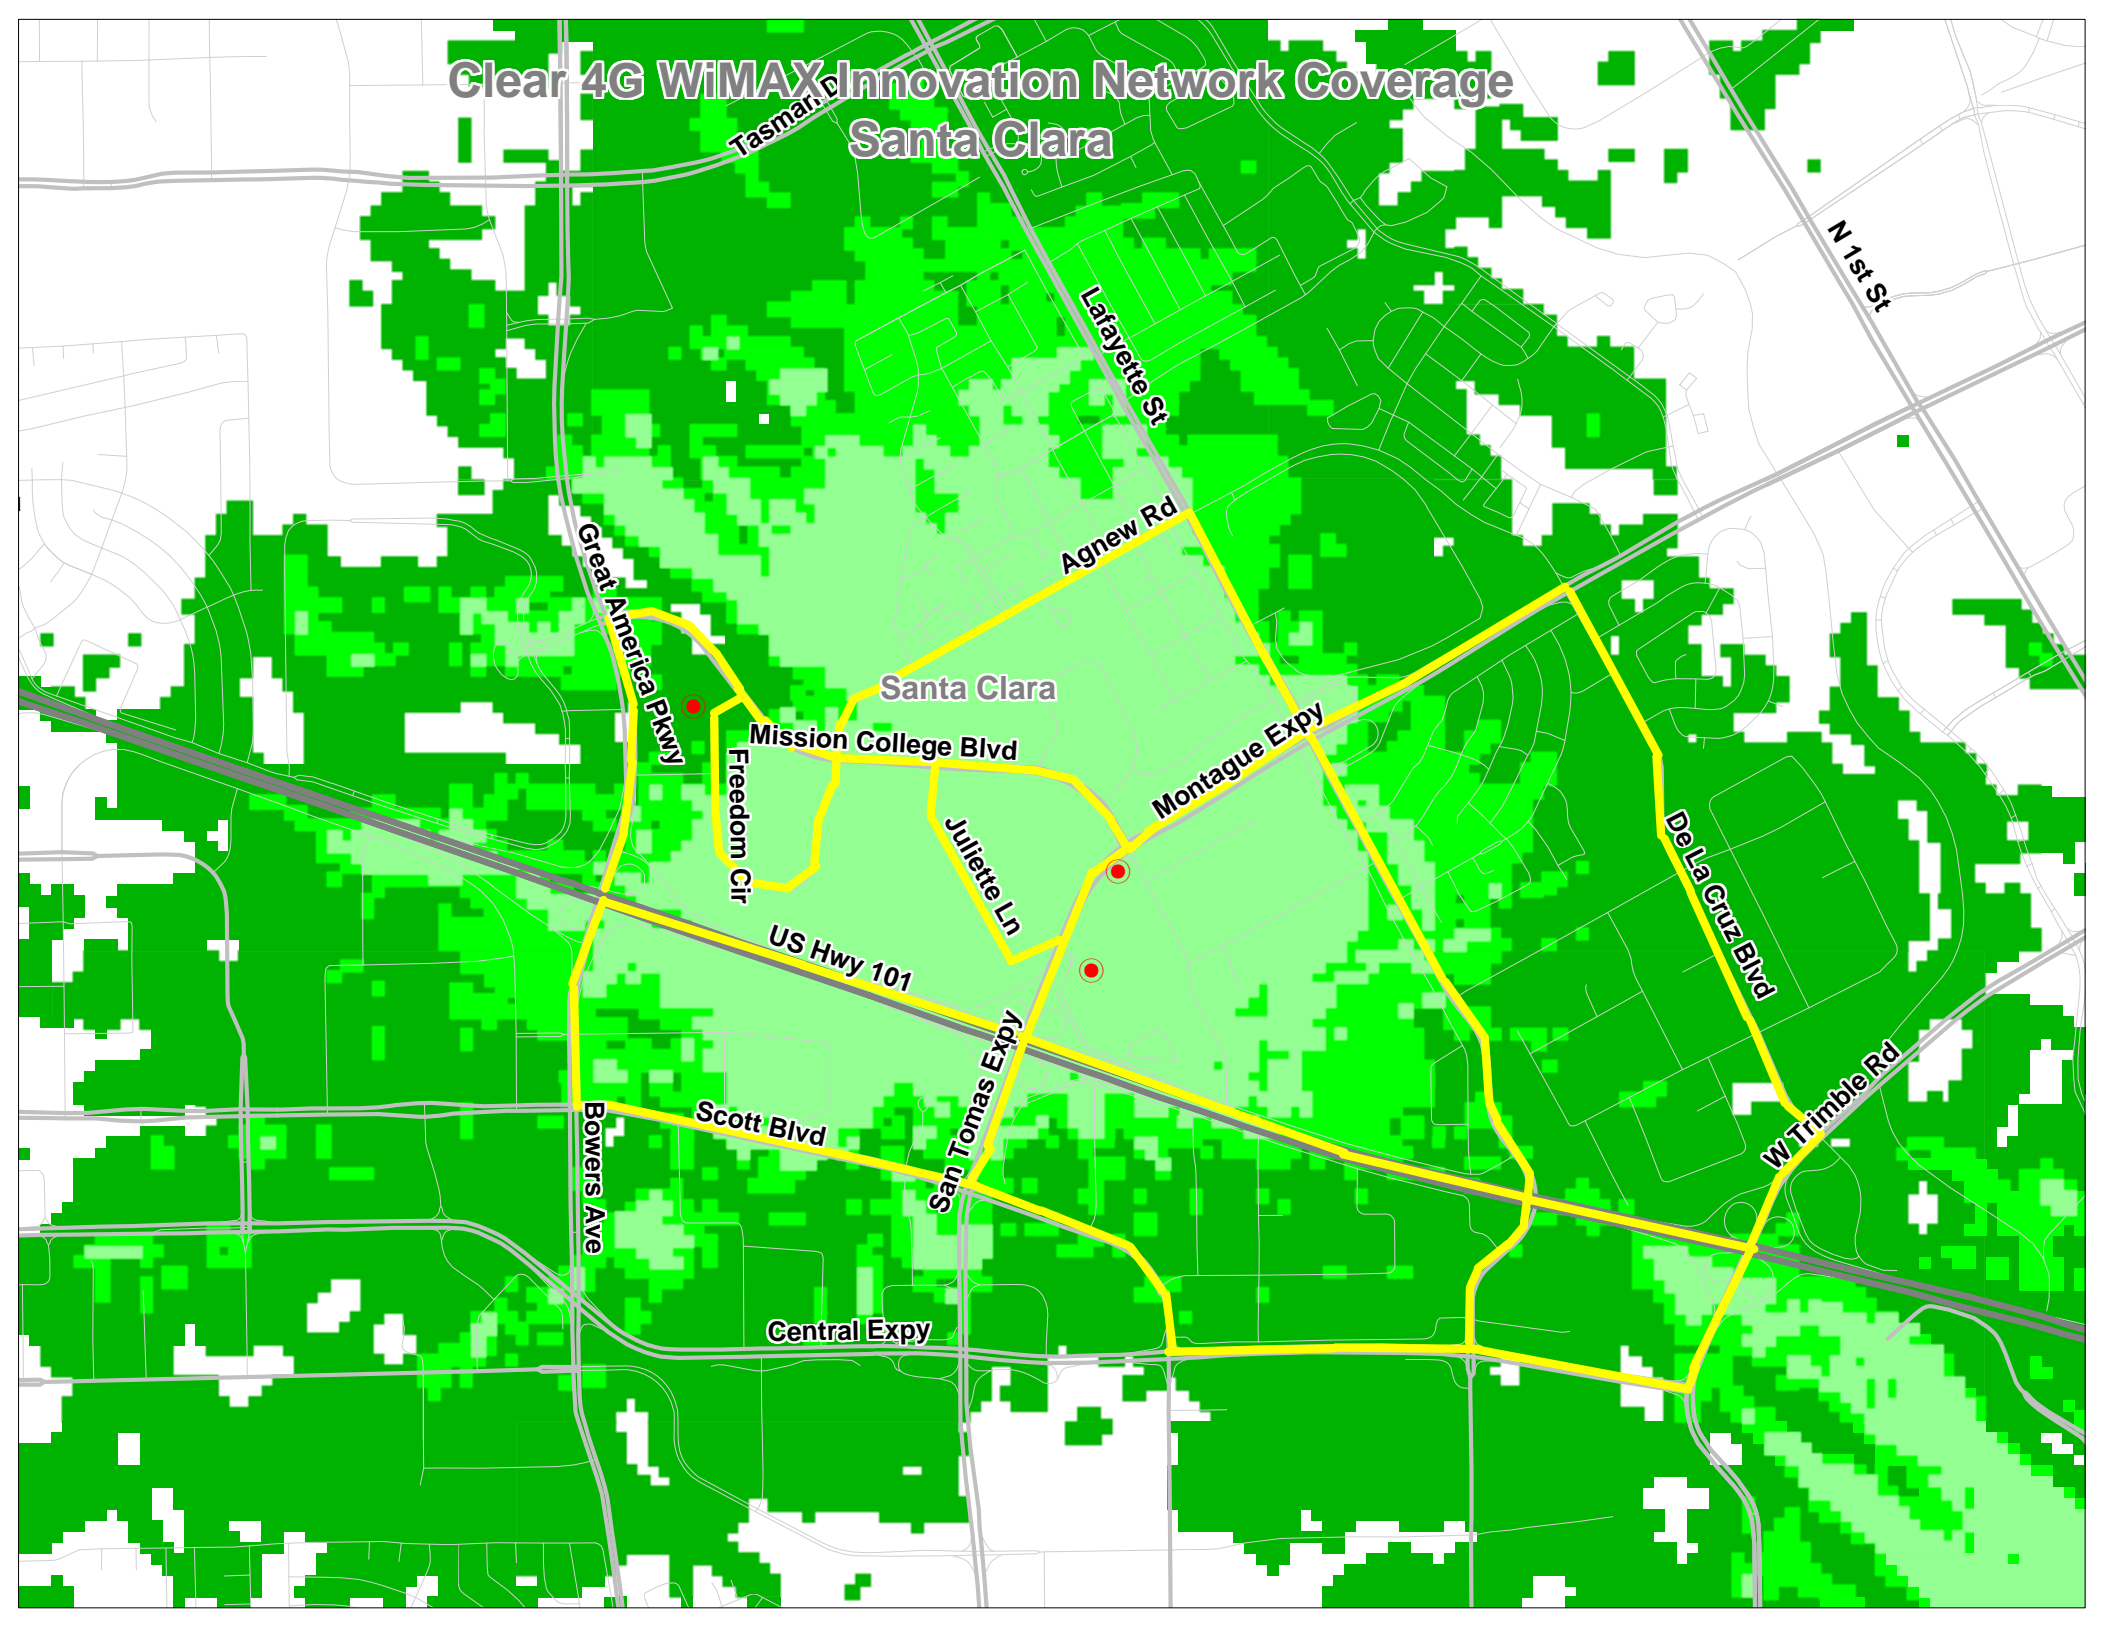 Clear 4G WiMAX Innovation Network Coverage
Santa Clara
Tasman D
N 1st St
Lafayette St
Agnew Rd
Great America Pkwy
Santa Clara
Mission College Blvd
Montague Expy
Freedom Cir
Juliette Ln
De La Cruz Blvd
US Hwy 101
San Tomas Expy
W Trimble Rd
Scott Blvd
Bowers Ave
Central Expy